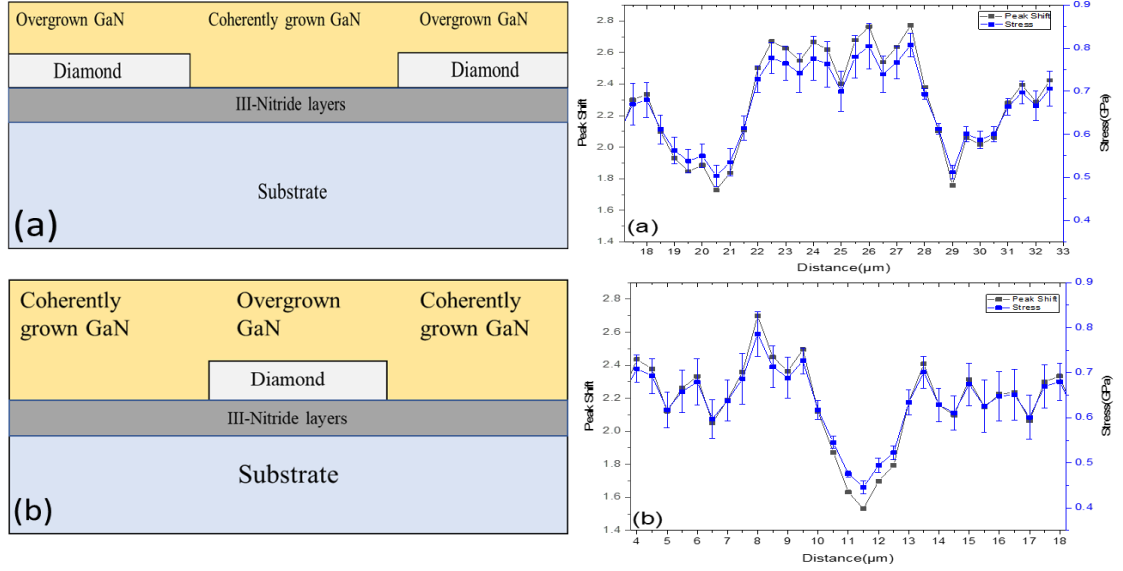 Overgrown GaN
Coherently grown GaN
Overgrown GaN
Diamond
Diamond
III-Nitride layers
Substrate
(a)
Peak Shift
2.8
2.6
2.4
2.2
2.0
1.8
1.6
1.4
Peak Shift
Stress
(a)
18 19 20 21 22 23 24 25 26 27 28 29 30 31 32 33
Distance(μm)
0.9
0.8
0.7
0.6
0.5
0.4
Stress(GPa)
Coherently
grown GaN
Overgrown
GaN
Coherently
grown GaN
Diamond
III-Nitride layers
Substrate
(b)
Peak Shift
2.8
2.6
2.4
2.2
2.0
1.8
1.6
1.4
Peak Shift
Stress
(b)
4 5 6 7 8 9 10 11 12 13 14 15 16 17 18
Distance(μm)
0.9
0.8
0.7
0.6
0.5
0.4
Stress(GPa)